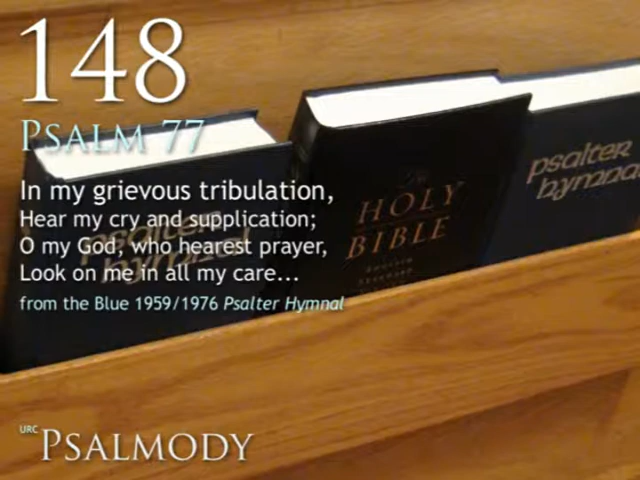 148
PSALM 77
In my grievous tribulation,
Hear my cry and supplication;
O my God, who hearest prayer,
Look on me in all my care...
from the Blue 1959/1976 Psalter Hymnal
URC PSALMODY
psalter
hymnal
HOLY
BIBLE
psalter
hymnal